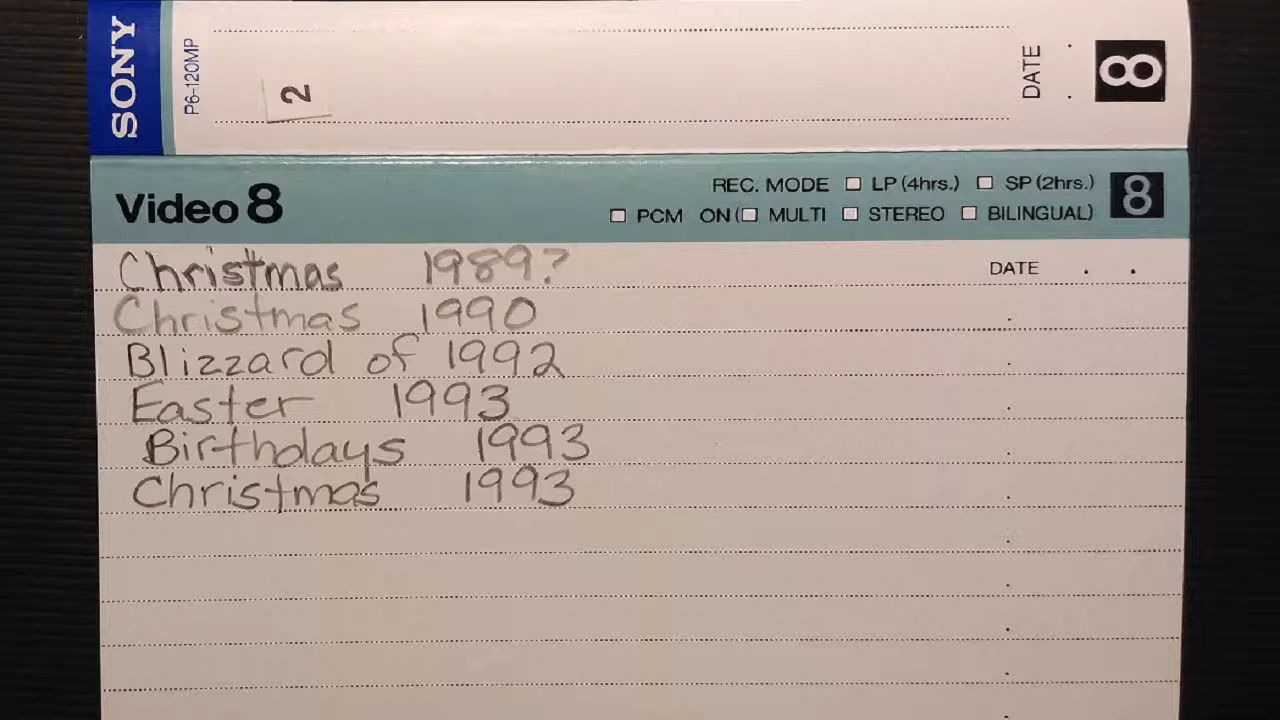 SONY
P6-120MP
2
DATE . .
8
Video 8
REC. MODE □ LP (4hrs.) □ SP (2hrs.)
□ PCM ON (□ MULTI □ STEREO □ BILINGUAL)
8
Christmas 1989?
DATE . .
Christmas 1990
Blizzard of 1992
Easter 1993
Birthdays 1993
Christmas 1993